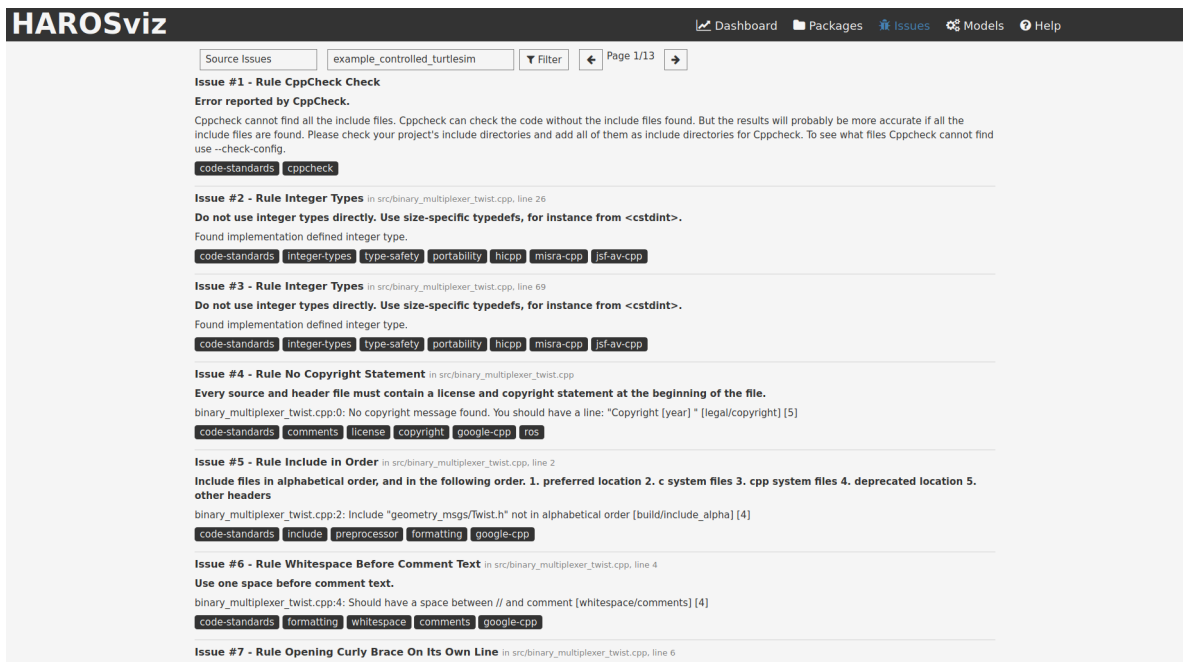 HAROSviz
Dashboard Packages Issues Models Help
Source Issues example_controlled_turtlesim Filter Page 1/13
Issue #1 - Rule CppCheck Check
Error reported by CppCheck.
Cppcheck cannot find all the include files. Cppcheck can check the code without the include files found. But the results will probably be more accurate if all the
include files are found. Please check your project's include directories and add all of them as include directories for Cppcheck. To see what files Cppcheck cannot find
use --check-config.
code-standards cppcheck
Issue #2 - Rule Integer Types in src/binary_multiplexer_twist.cpp, line 26
Do not use integer types directly. Use size-specific typedefs, for instance from <cstdint>.
Found implementation defined integer type.
code-standards integer-types type-safety portability hicpp misra-cpp jsf-av-cpp
Issue #3 - Rule Integer Types in src/binary_multiplexer_twist.cpp, line 69
Do not use integer types directly. Use size-specific typedefs, for instance from <cstdint>.
Found implementation defined integer type.
code-standards integer-types type-safety portability hicpp misra-cpp jsf-av-cpp
Issue #4 - Rule No Copyright Statement in src/binary_multiplexer_twist.cpp
Every source and header file must contain a license and copyright statement at the beginning of the file.
binary_multiplexer_twist.cpp:0: No copyright message found. You should have a line: "Copyright [year] " [legal/copyright] [5]
code-standards comments license copyright google-cpp ros
Issue #5 - Rule Include in Order in src/binary_multiplexer_twist.cpp, line 2
Include files in alphabetical order, and in the following order. 1. preferred location 2. c system files 3. cpp system files 4. deprecated location 5.
other headers
binary_multiplexer_twist.cpp:2: Include "geometry_msgs/Twist.h" not in alphabetical order [build/include_alpha] [4]
code-standards include preprocessor formatting google-cpp
Issue #6 - Rule Whitespace Before Comment Text in src/binary_multiplexer_twist.cpp, line 4
Use one space before comment text.
binary_multiplexer_twist.cpp:4: Should have a space between // and comment [whitespace/comments] [4]
code-standards formatting whitespace comments google-cpp
Issue #7 - Rule Opening Curly Brace On Its Own Line in src/binary_multiplexer_twist.cpp, line 6